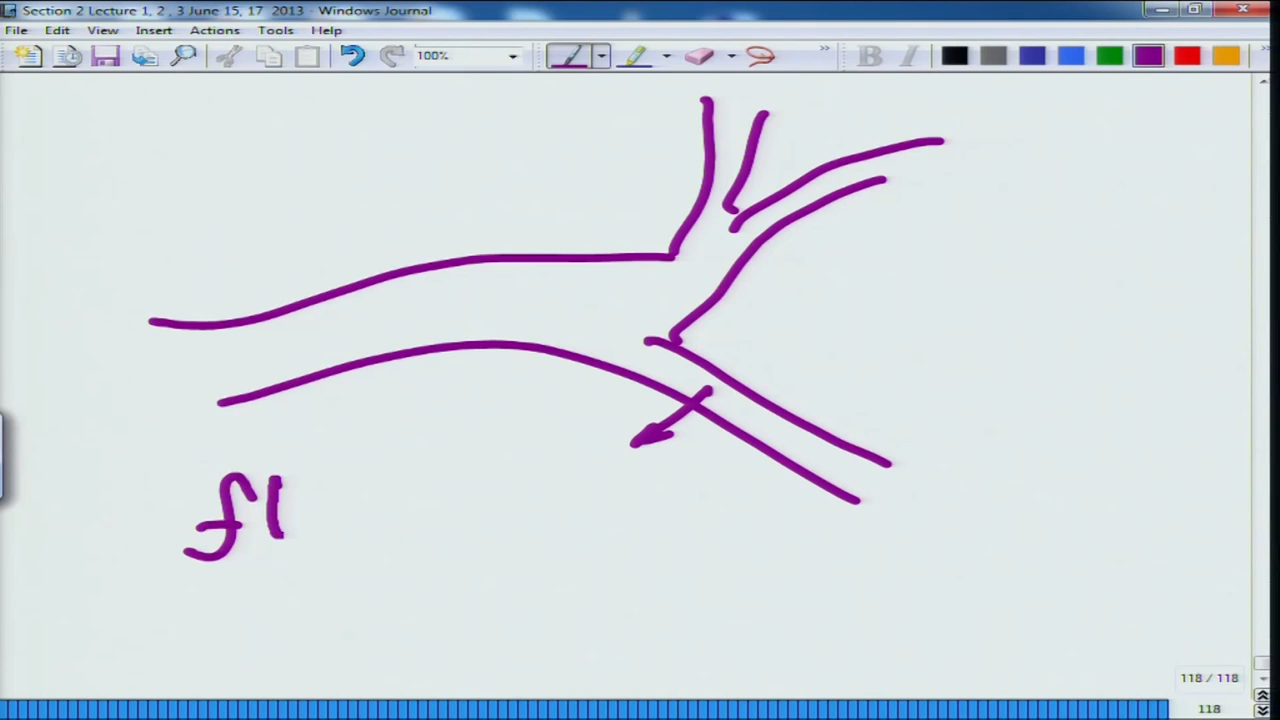 Section 2 Lecture 1, 2 , 3 June 15, 17  2013 - Windows Journal
File Edit View Insert Actions Tools Help
100% B I
fl
118 / 118
118